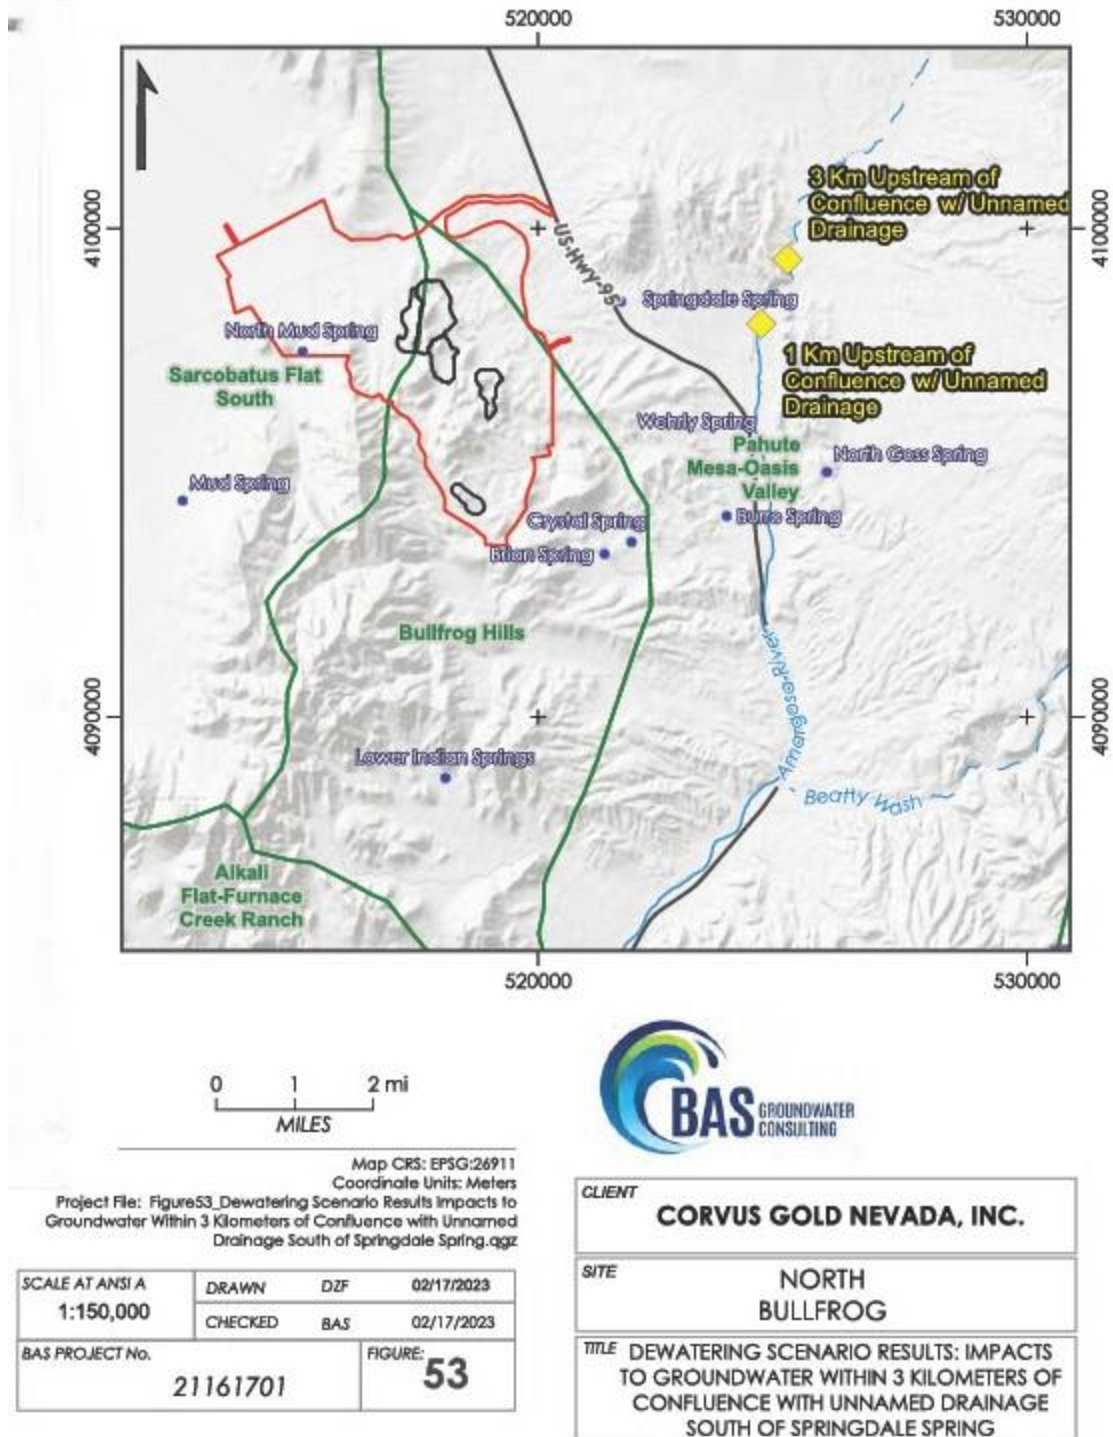 520000
530000
3 Km Upstream of
Confluence w/ Unnamed
Drainage
4100000
4100000
US-Hwy-95
Springdale Spring
North Mud Spring
1 Km Upstream of
Confluence w/ Unnamed
Drainage
Sarcobatus Flat
South
Wehrly Spring
Pahute
Mesa-Oasis
Valley
North Goss Spring
Mud Spring
Crystal Spring
Burro Spring
Brian Spring
Bullfrog Hills
Amargosa River
4090000
4090000
Lower Indian Springs
Beatty Wash
Alkali
Flat-Furnace
Creek Ranch
520000
530000
0 1 2 mi
MILES
BAS GROUNDWATER
CONSULTING
Map CRS: EPSG:26911
Coordinate Units: Meters
Project File: Figure53_Dewatering Scenario Results Impacts to
Groundwater Within 3 Kilometers of Confluence with Unnamed
Drainage South of Springdale Spring.qgz
SCALE AT ANSI A
1:150,000
DRAWN DZF 02/17/2023
CHECKED BAS 02/17/2023
BAS PROJECT No.
21161701
FIGURE:
53
CLIENT
CORVUS GOLD NEVADA, INC.
SITE
NORTH
BULLFROG
TITLE DEWATERING SCENARIO RESULTS: IMPACTS
TO GROUNDWATER WITHIN 3 KILOMETERS OF
CONFLUENCE WITH UNNAMED DRAINAGE
SOUTH OF SPRINGDALE SPRING